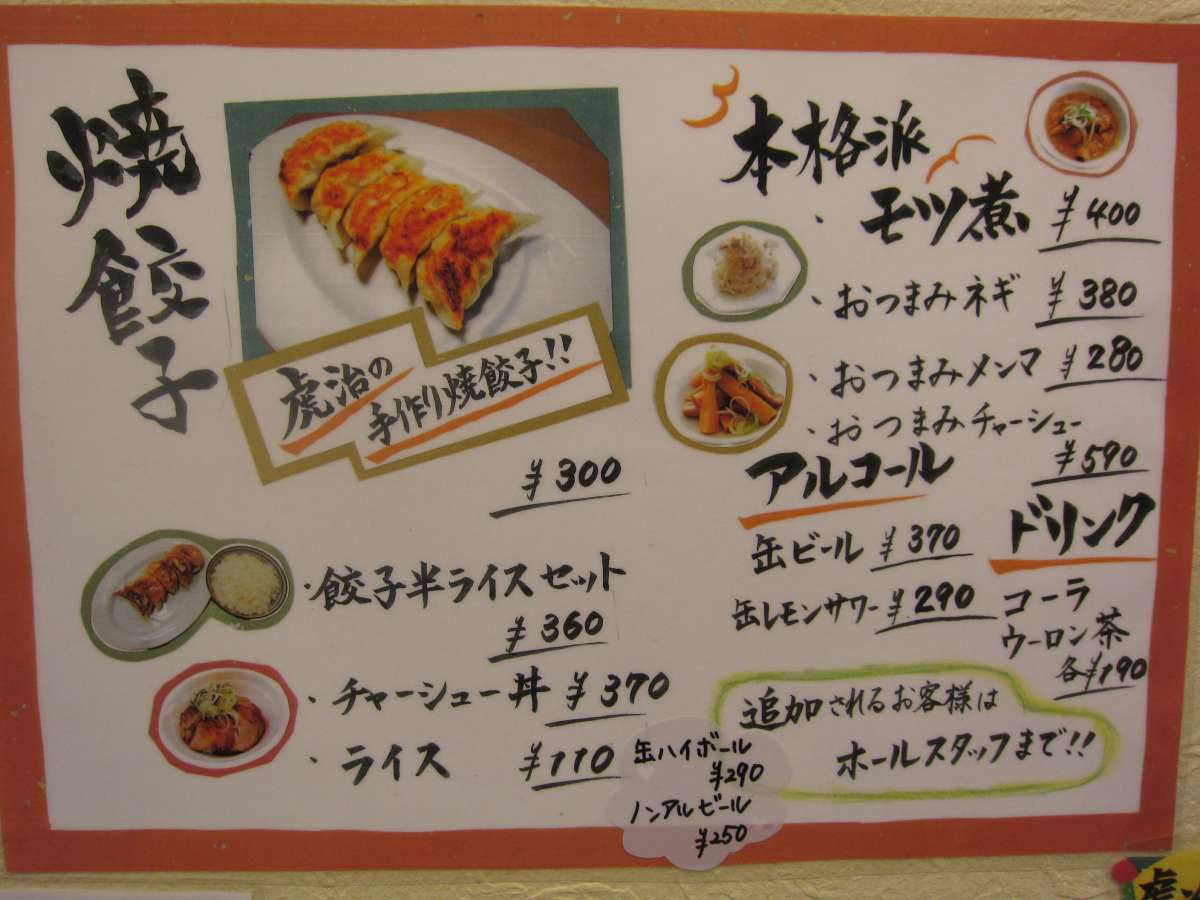 焼餃子
虎治の
手作り焼餃子!!
¥300
・餃子半ライスセット
¥360
・チャーシュー丼 ¥370
・ライス ¥110
本格派
・モツ煮 ¥400
・おつまみネギ ¥380
・おつまみメンマ ¥280
・おつまみチャーシュー
¥590
アルコール
缶ビール ¥370
缶レモンサワー ¥290
ドリンク
コーラ
ウーロン茶
各¥190
追加されるお客様は
ホールスタッフまで!!
缶ハイボール
¥290
ノンアルビール
¥250